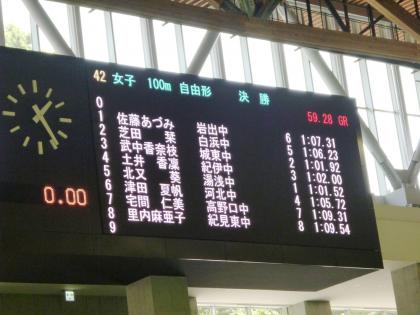 42 女子 100m 自由形 決勝
59.28 GR
0
1 佐藤あづみ 岩出中 6 1:07.31
2 芝田 栞 白浜中 5 1:06.23
3 武中香奈枝 城東中 2 1:01.92
4 土井 香凜 紀伊中 3 1:02.00
5 北又 葵 湯浅中 1 1:01.52
6 津田 夏帆 河北中 4 1:05.72
7 宅間 仁美 高野口中 7 1:09.31
8 里内麻亜子 紀見東中 8 1:09.54
9
0.00